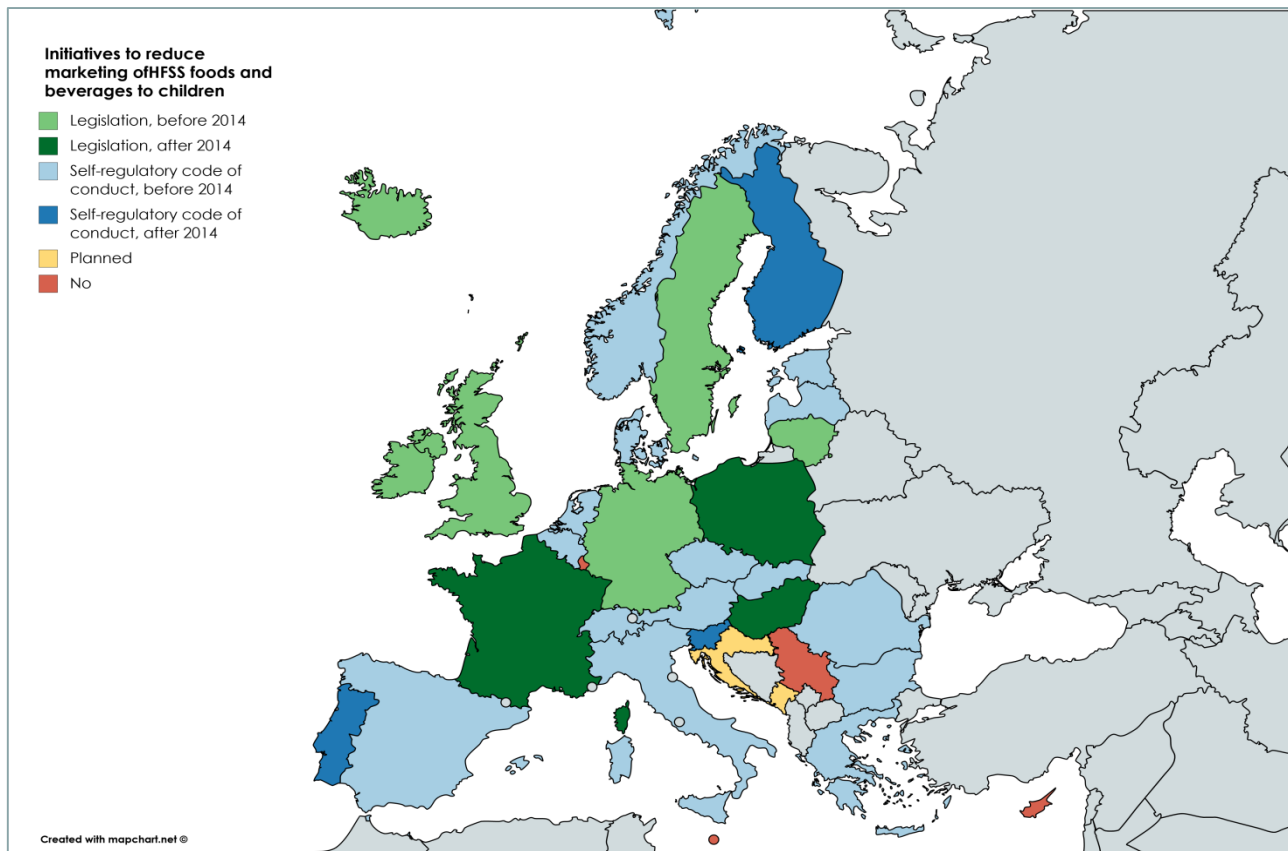 Initiatives to reduce
marketing ofHFSS foods and
beverages to children
Legislation, before 2014
Legislation, after 2014
Self-regulatory code of
conduct, before 2014
Self-regulatory code of
conduct, after 2014
Planned
No
Created with mapchart.net ©